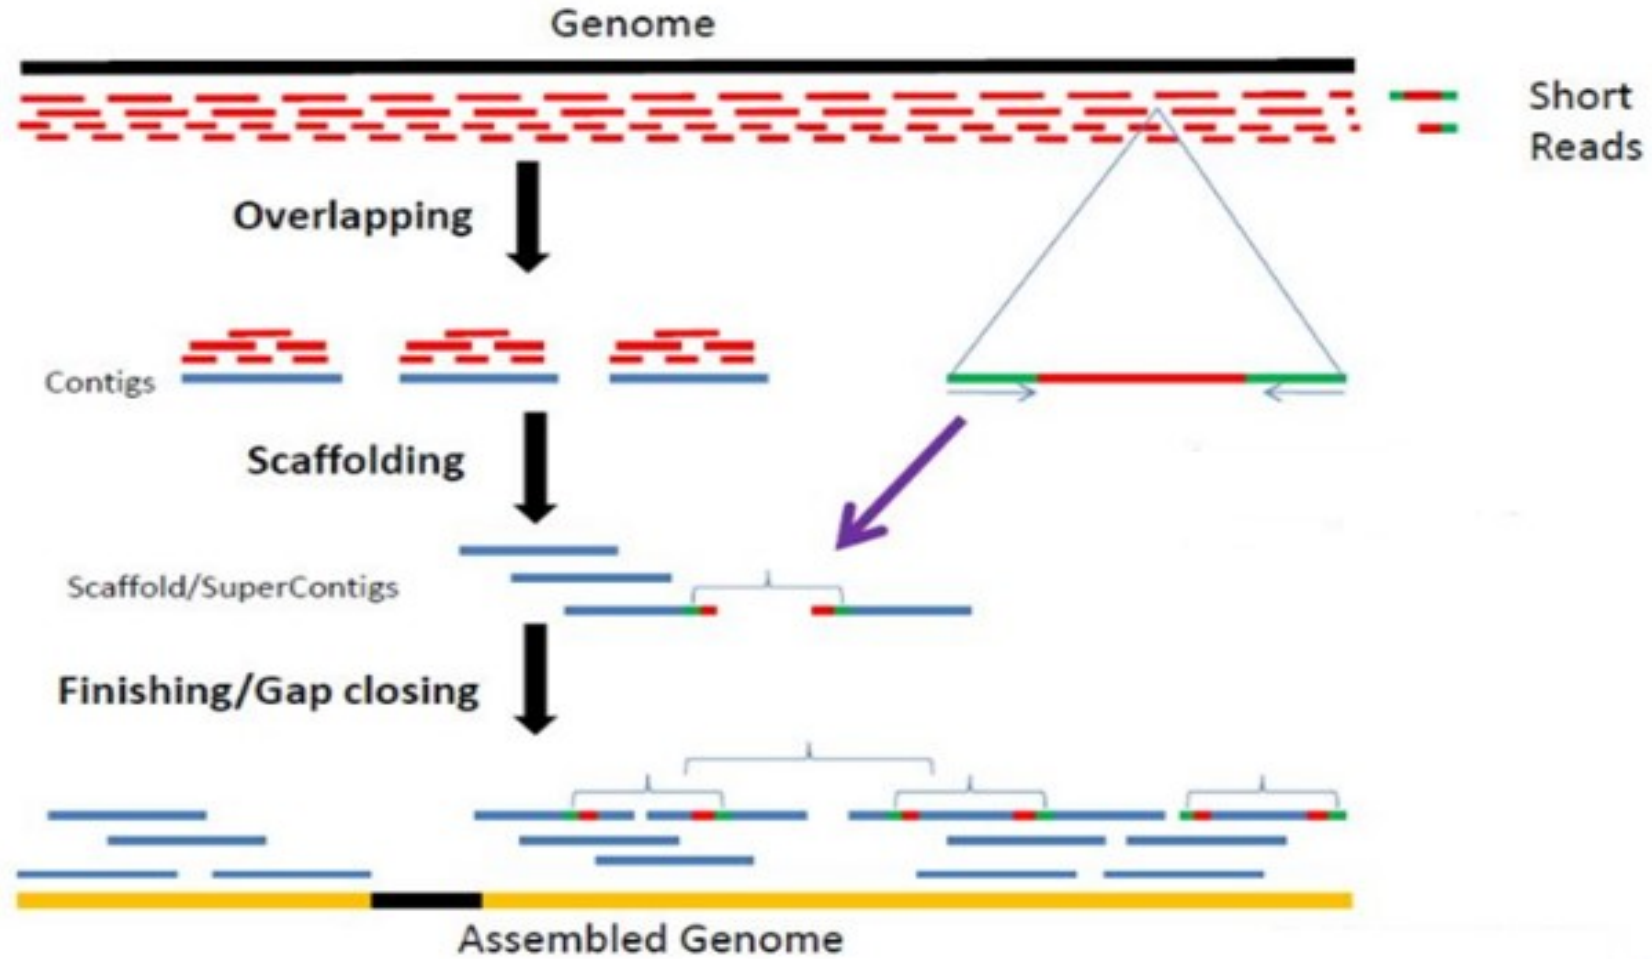 Genome
Short
Reads
Overlapping
Contigs
Scaffolding
Scaffold/SuperContigs
Finishing/Gap closing
Assembled Genome